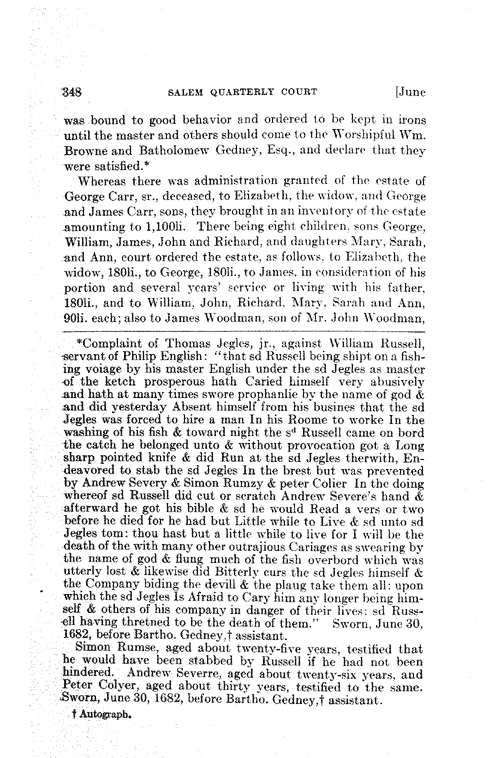 348 SALEM QUARTERLY COURT [June
was bound to good behavior and ordered to be kept in irons
until the master and others should come to the Worshipful Wm.
Browne and Batholomew Gedney, Esq., and declare that they
were satisfied.*
Whereas there was administration granted of the estate of
George Carr, sr., deceased, to Elizabeth, the widow, and George
and James Carr, sons, they brought in an inventory of the estate
amounting to 1,100li. There being eight children, sons George,
William, James, John and Richard, and daughters Mary, Sarah,
and Ann, court ordered the estate, as follows, to Elizabeth, the
widow, 180li., to George, 180li., to James, in consideration of his
portion and several years' service or living with his father,
180li., and to William, John, Richard, Mary, Sarah and Ann,
90li. each; also to James Woodman, son of Mr. John Woodman,
*Complaint of Thomas Jegles, jr., against William Russell,
servant of Philip English: "that sd Russell being shipt on a fish-
ing voiage by his master English under the sd Jegles as master
of the ketch prosperous hath Caried himself very abusively
and hath at many times swore prophanlie by the name of god &
and did yesterday Absent himself from his busines that the sd
Jegles was forced to hire a man In his Roome to worke In the
washing of his fish & toward night the sd Russell came on bord
the catch he belonged unto & without provocation got a Long
sharp pointed knife & did Run at the sd Jegles therwith, En-
deavored to stab the sd Jegles In the brest but was prevented
by Andrew Severy & Simon Rumzy & peter Colier In the doing
whereof sd Russell did cut or scratch Andrew Severe's hand &
afterward he got his bible & sd he would Read a vers or two
before he died for he had but Little while to Live & sd unto sd
Jegles tom: thou hast but a little while to live for I will be the
death of the with many other outrajious Cariages as swearing by
the name of god & flung much of the fish overbord which was
utterly lost & likewise did Bitterly curs the sd Jegles himself &
the Company biding the devill & the plaug take them all: upon
which the sd Jegles Is Afraid to Cary him any longer being him-
self & others of his company in danger of their lives: sd Russ-
ell having thretned to be the death of them." Sworn, June 30,
1682, before Bartho. Gedney,† assistant.
Simon Rumse, aged about twenty-five years, testified that
he would have been stabbed by Russell if he had not been
hindered. Andrew Severre, aged about twenty-six years, and
Peter Colyer, aged about thirty years, testified to the same.
Sworn, June 30, 1682, before Bartho. Gedney,† assistant.
† Autograph.